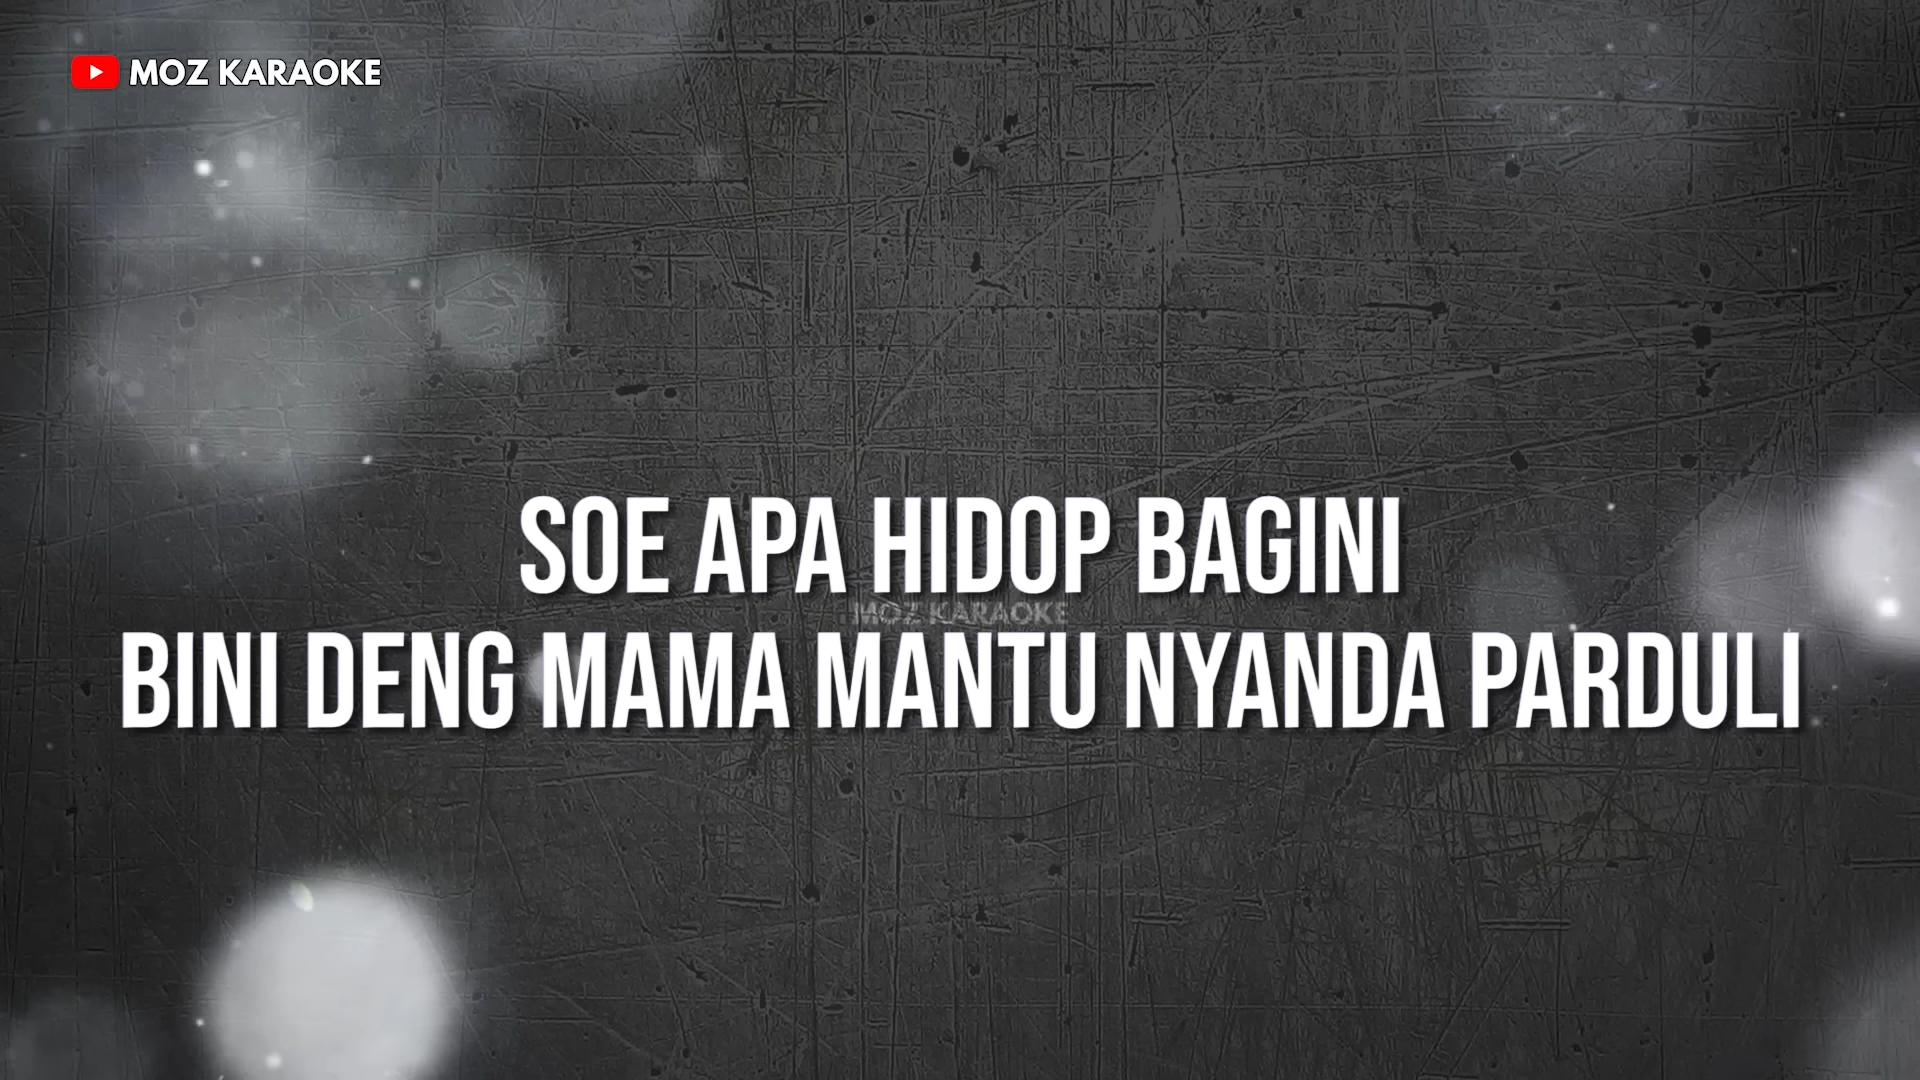 MOZ KARAOKE
SOE APA HIDOP BAGINI
MOZ KARAOKE
BINI DENG MAMA MANTU NYANDA PARDULI